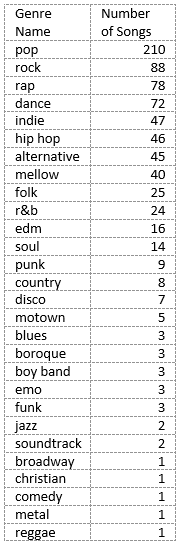 Genre Name Number of Songs
pop 210
rock 88
rap 78
dance 72
indie 47
hip hop 46
alternative 45
mellow 40
folk 25
r&b 24
edm 16
soul 14
punk 9
country 8
disco 7
motown 5
blues 3
boroque 3
boy band 3
emo 3
funk 3
jazz 2
soundtrack 2
broadway 1
christian 1
comedy 1
metal 1
reggae 1